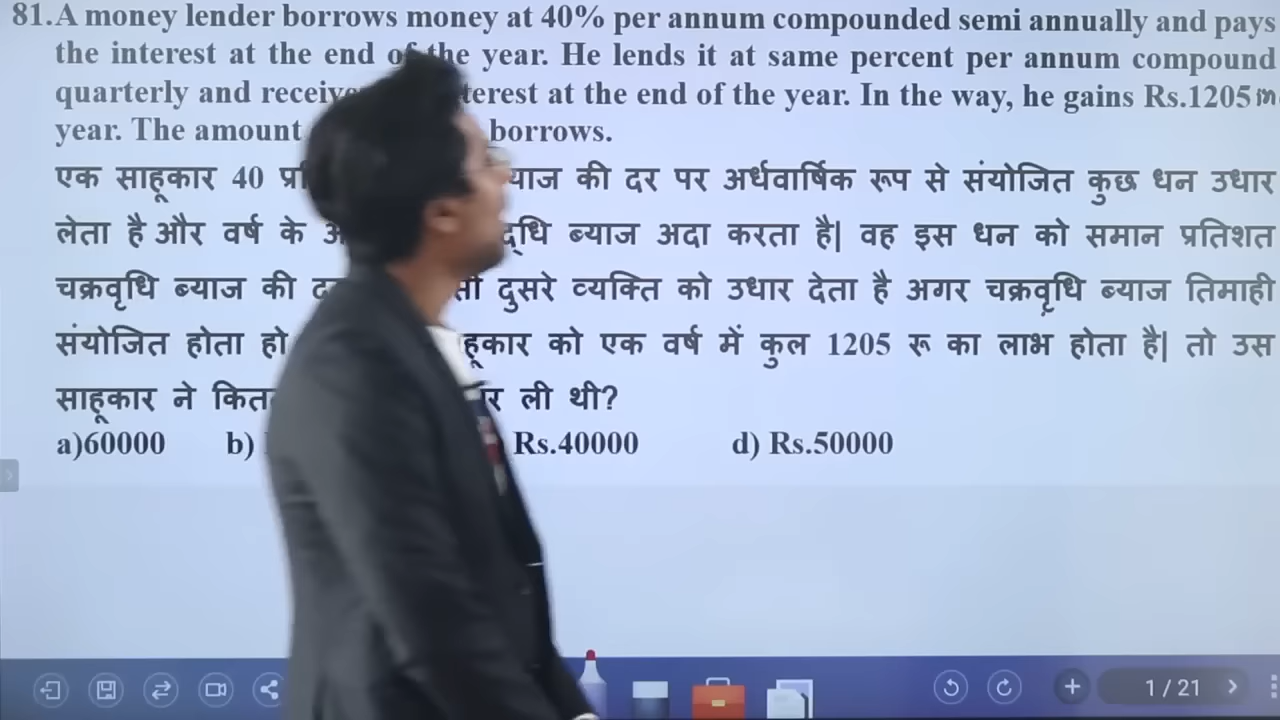 81.A money lender borrows money at 40% per annum compounded semi annually and pays
the interest at the end of the year. He lends it at same percent per annum compound
quarterly and interest at the end of the year. In the way, he gains Rs.1205 in
year. The amount borrows.
एक साहूकार 40 ब्याज की दर पर अर्धवार्षिक रूप से संयोजित कुछ धन उधार
लेता है और वर्ष के ब्याज अदा करता है| वह इस धन को समान प्रतिशत
चक्रवृधि ब्याज की दुसरे व्यक्ति को उधार देता है अगर चक्रवृधि ब्याज तिमाही
संयोजित होता हो को एक वर्ष में कुल 1205 रू का लाभ होता है| तो उस
साहूकार ने ली थी?
a)60000 b) Rs.40000 d) Rs.50000
1 / 21